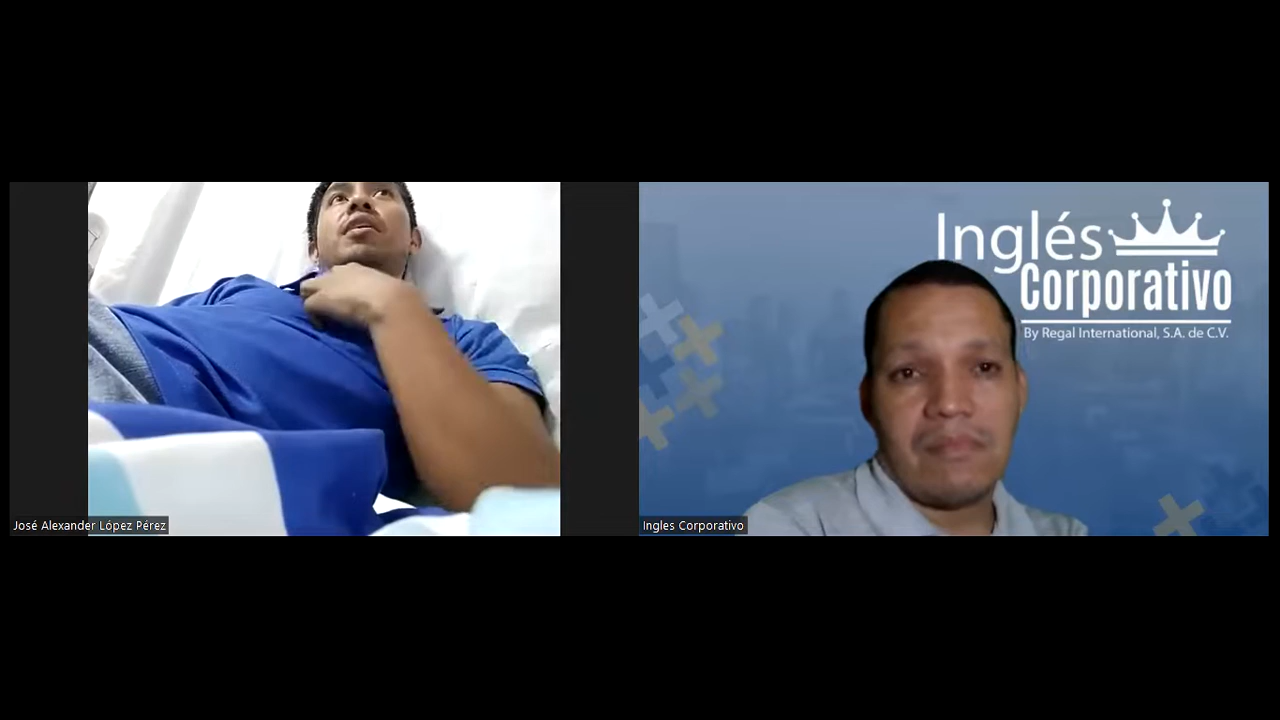 Inglés
Corporativo
By Regal International, S.A. de C.V.
José Alexander López Pérez
Ingles Corporativo